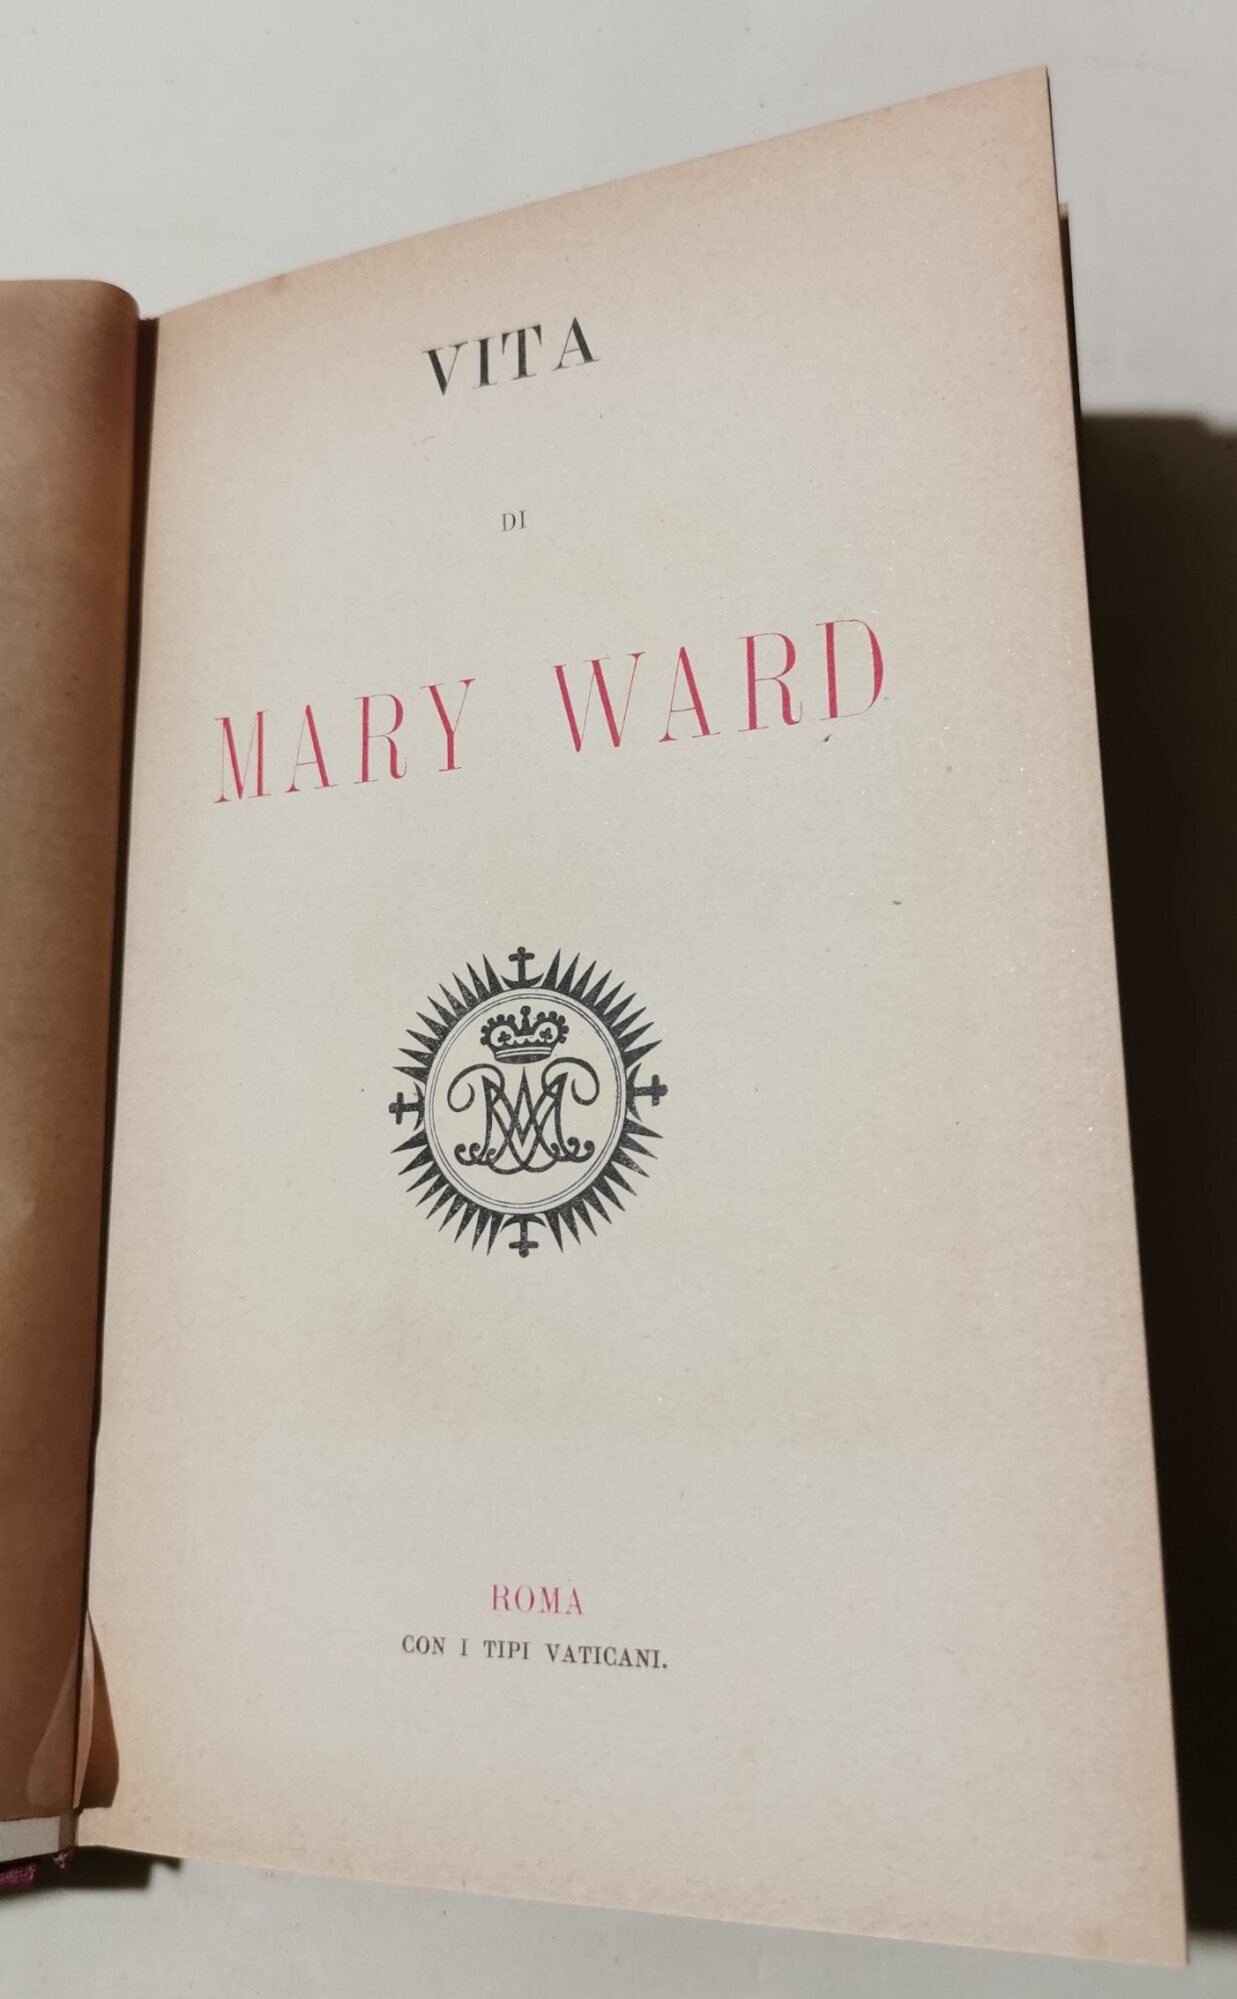 VITA
DI
MARY WARD
ROMA
CON I TIPI VATICANI.